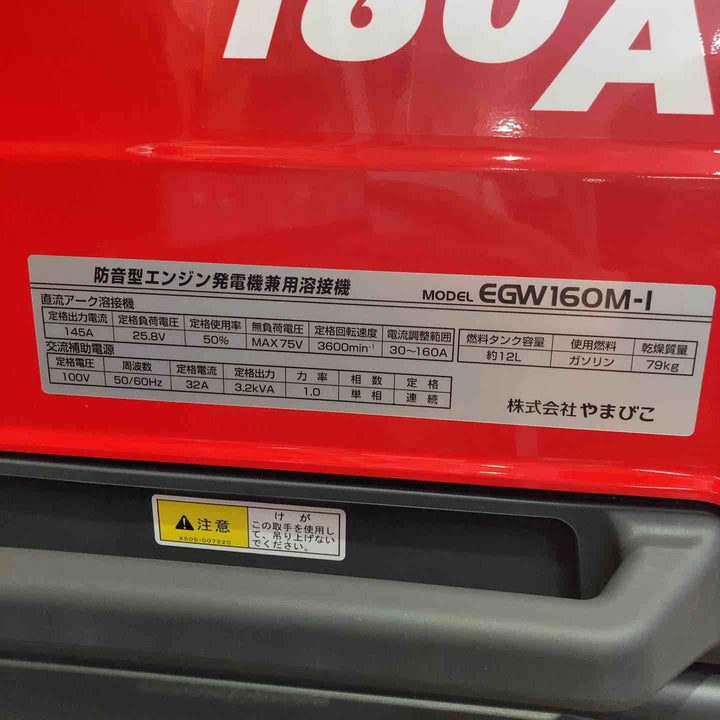 160A
防音型エンジン発電機兼用溶接機 MODEL EGW160M-I
直流アーク溶接機
定格出力電流 定格負荷電圧 定格使用率 無負荷電圧 定格回転速度 電流調整範囲 燃料タンク容量 使用燃料 乾燥質量
145A 25.8V 50% MAX75V 3600min⁻¹ 30～160A 約12L ガソリン 79kg
交流補助電源
定格電圧 周波数 定格電流 定格出力 力率 相数 定格
100V 50/60Hz 32A 3.2kVA 1.0 単相 連続
株式会社やまびこ
注意
X505-007220
けが
この取手を使用し
て、吊り上げない
でください。